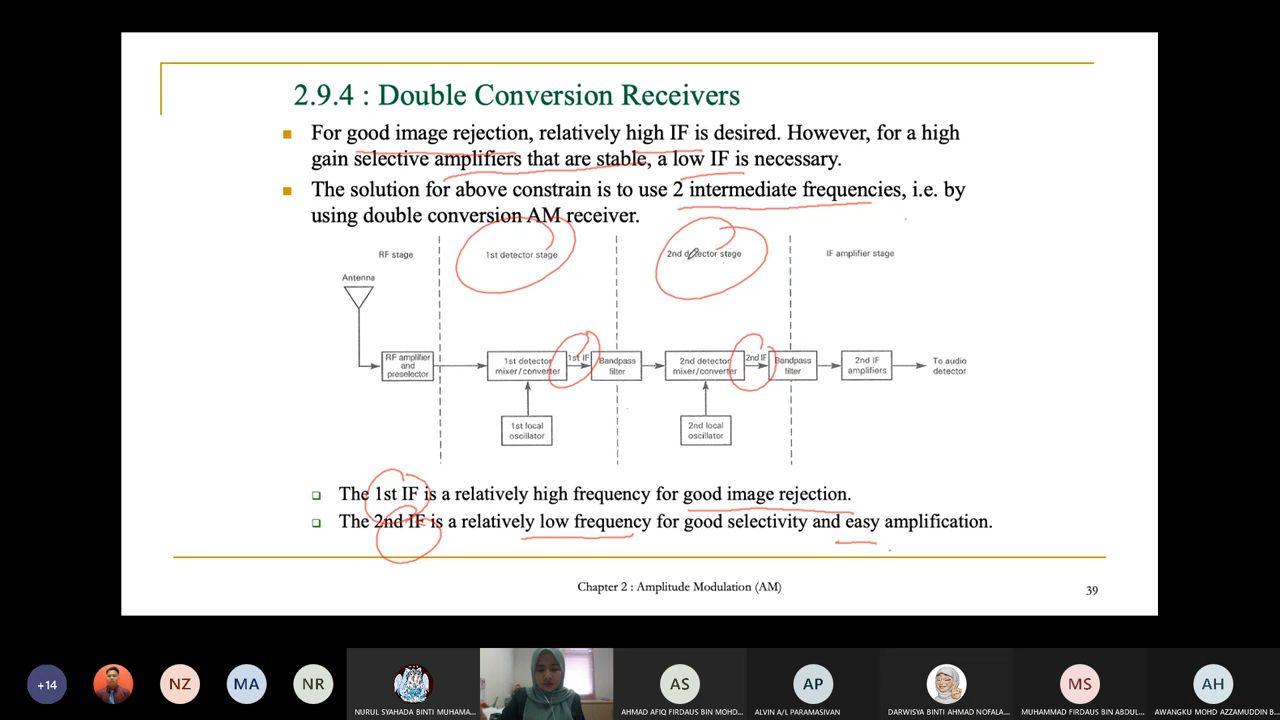 2.9.4 : Double Conversion Receivers
For good image rejection, relatively high IF is desired. However, for a high
gain selective amplifiers that are stable, a low IF is necessary.
The solution for above constrain is to use 2 intermediate frequencies, i.e. by
using double conversion AM receiver.
RF stage
1st detector stage
2nd detector stage
IF amplifier stage
Antenna
RF amplifier
and
preselector
1st detector
mixer/converter
1st IF
Bandpass
filter
2nd detector
mixer/converter
2nd IF
Bandpass
filter
2nd IF
amplifiers
To audio
detector
1st local
oscillator
2nd local
oscillator
The 1st IF is a relatively high frequency for good image rejection.
The 2nd IF is a relatively low frequency for good selectivity and easy amplification.
Chapter 2 : Amplitude Modulation (AM)
39
+14
NZ
MA
NR
AS
AP
MS
AH
NURUL SYAHADA BINTI MUHAMA...
AHMAD AFIQ FIRDAUS BIN MOHD...
ALVIN A/L PARAMASIVAN
DARWISYA BINTI AHMAD NOFALA...
MUHAMMAD FIRDAUS BIN ABDUL...
AWANGKU MOHD AZZAMUDDIN B...